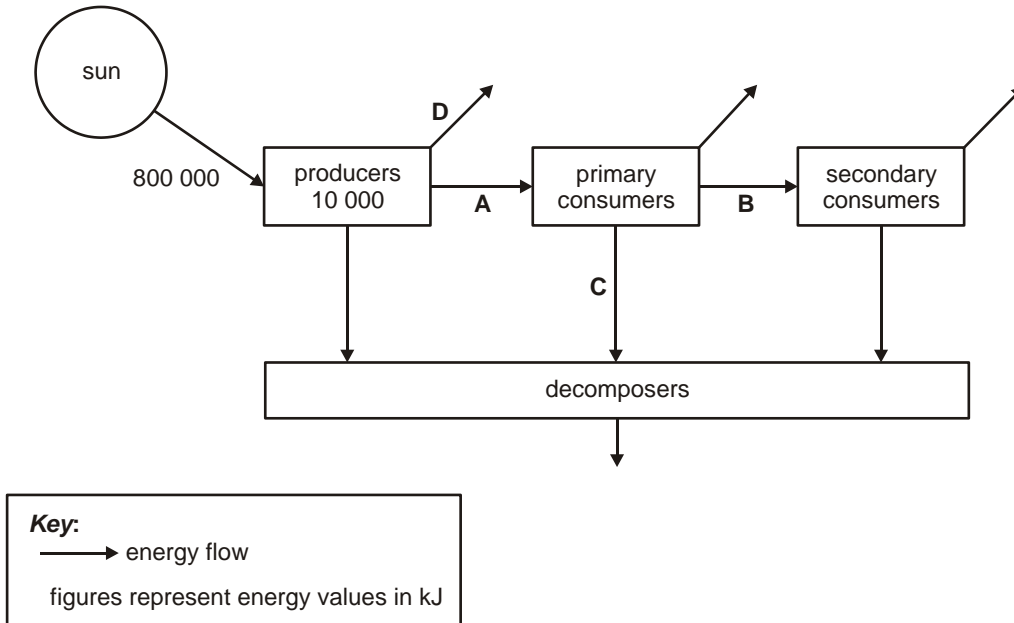 sun
D
800 000
producers
10 000
A
primary
consumers
B
secondary
consumers
C
decomposers
Key:
energy flow
figures represent energy values in kJ